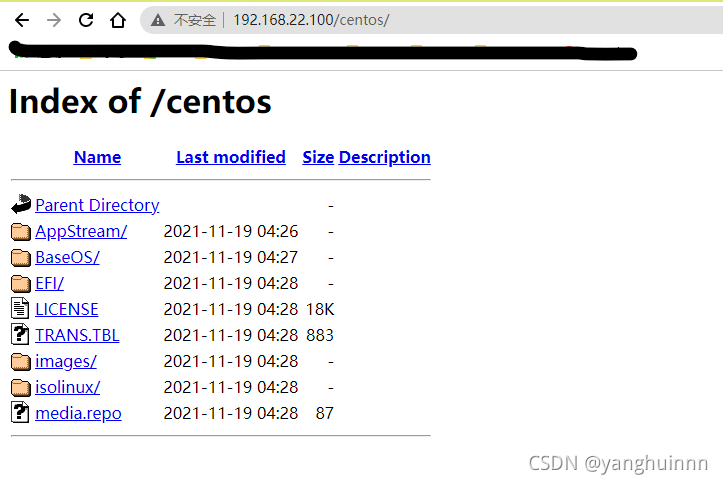 不安全 | 192.168.22.100/centos/
Index of /centos
Name Last modified Size Description
Parent Directory -
AppStream/ 2021-11-19 04:26 -
BaseOS/ 2021-11-19 04:27 -
EFI/ 2021-11-19 04:28 -
LICENSE 2021-11-19 04:28 18K
TRANS.TBL 2021-11-19 04:28 883
images/ 2021-11-19 04:28 -
isolinux/ 2021-11-19 04:28 -
media.repo 2021-11-19 04:28 87
CSDN @yanghuinnn